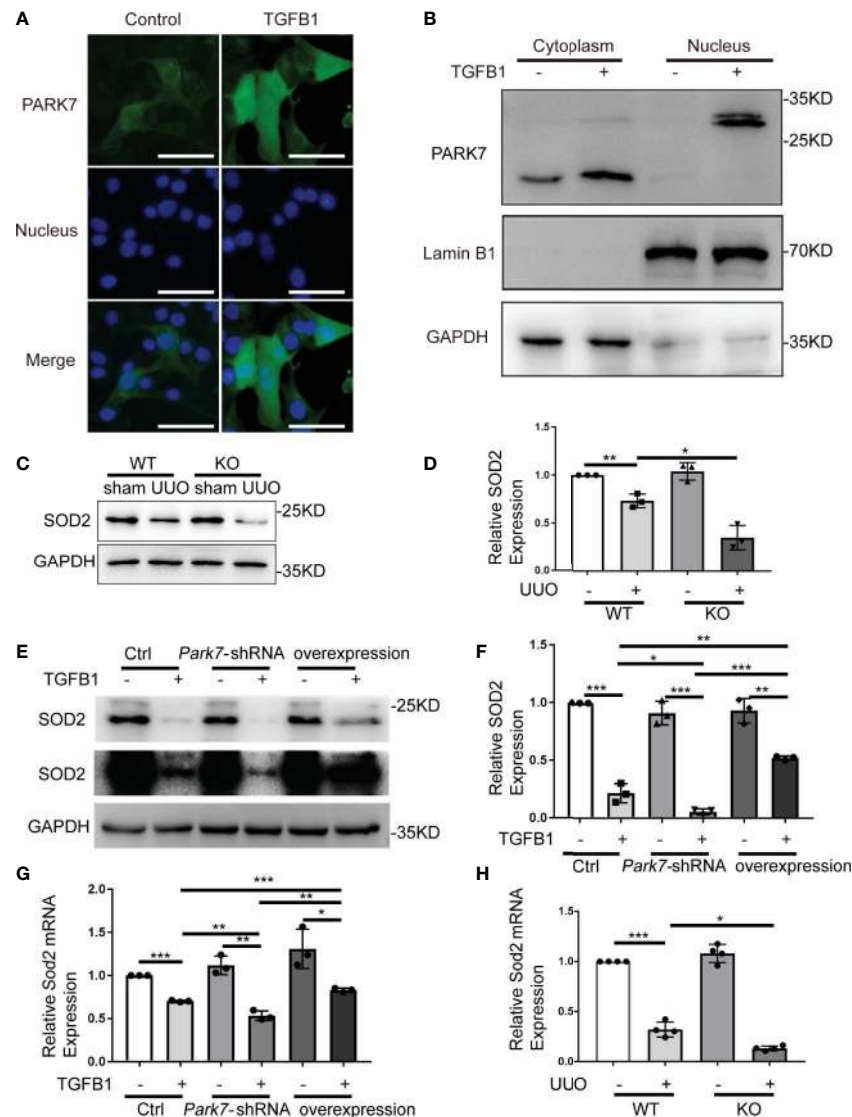 A
Control TGFB1
PARK7
Nucleus
Merge
B
Cytoplasm Nucleus
TGFB1 - + - +
PARK7
-35KD
-25KD
Lamin B1
-70KD
GAPDH
-35KD
C
WT KO
sham UUO sham UUO
SOD2
-25KD
GAPDH
-35KD
D
Relative SOD2
Expression
1.5
1.0
0.5
0.0
** *
UUO - + - +
WT KO
E
Ctrl Park7-shRNA overexpression
TGFB1 - + - + - +
SOD2
-25KD
SOD2
GAPDH
-35KD
F
Relative SOD2
Expression
1.5
1.0
0.5
0.0
**
* ***
*** *** **
TGFB1 - + - + - +
Ctrl Park7-shRNA overexpression
G
Relative Sod2 mRNA
Expression
2.0
1.5
1.0
0.5
0.0
***
** **
*** ** *
TGFB1 - + - + - +
Ctrl Park7-shRNA overexpression
H
Relative Sod2 mRNA
Expression
1.5
1.0
0.5
0.0
*** *
UUO - + - +
WT KO